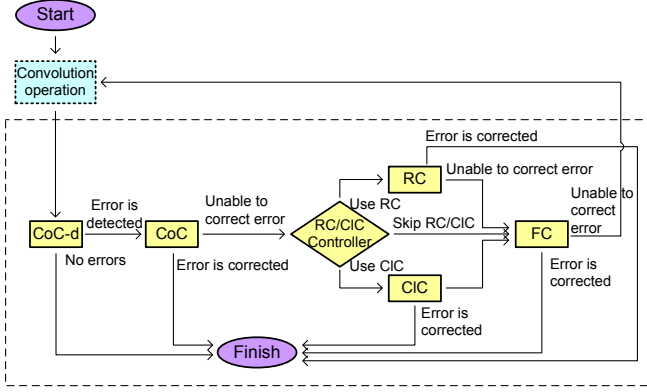 Start
Convolution
operation
Error is corrected
RC
Unable to correct error
Use RC
Error is
detected
Unable to
correct error
Unable to
correct
error
CoC-d
CoC
RC/CIC
Controller
Skip RC/CIC
FC
No errors
Error is corrected
Use CIC
CIC
Error is
corrected
Error is
corrected
Finish